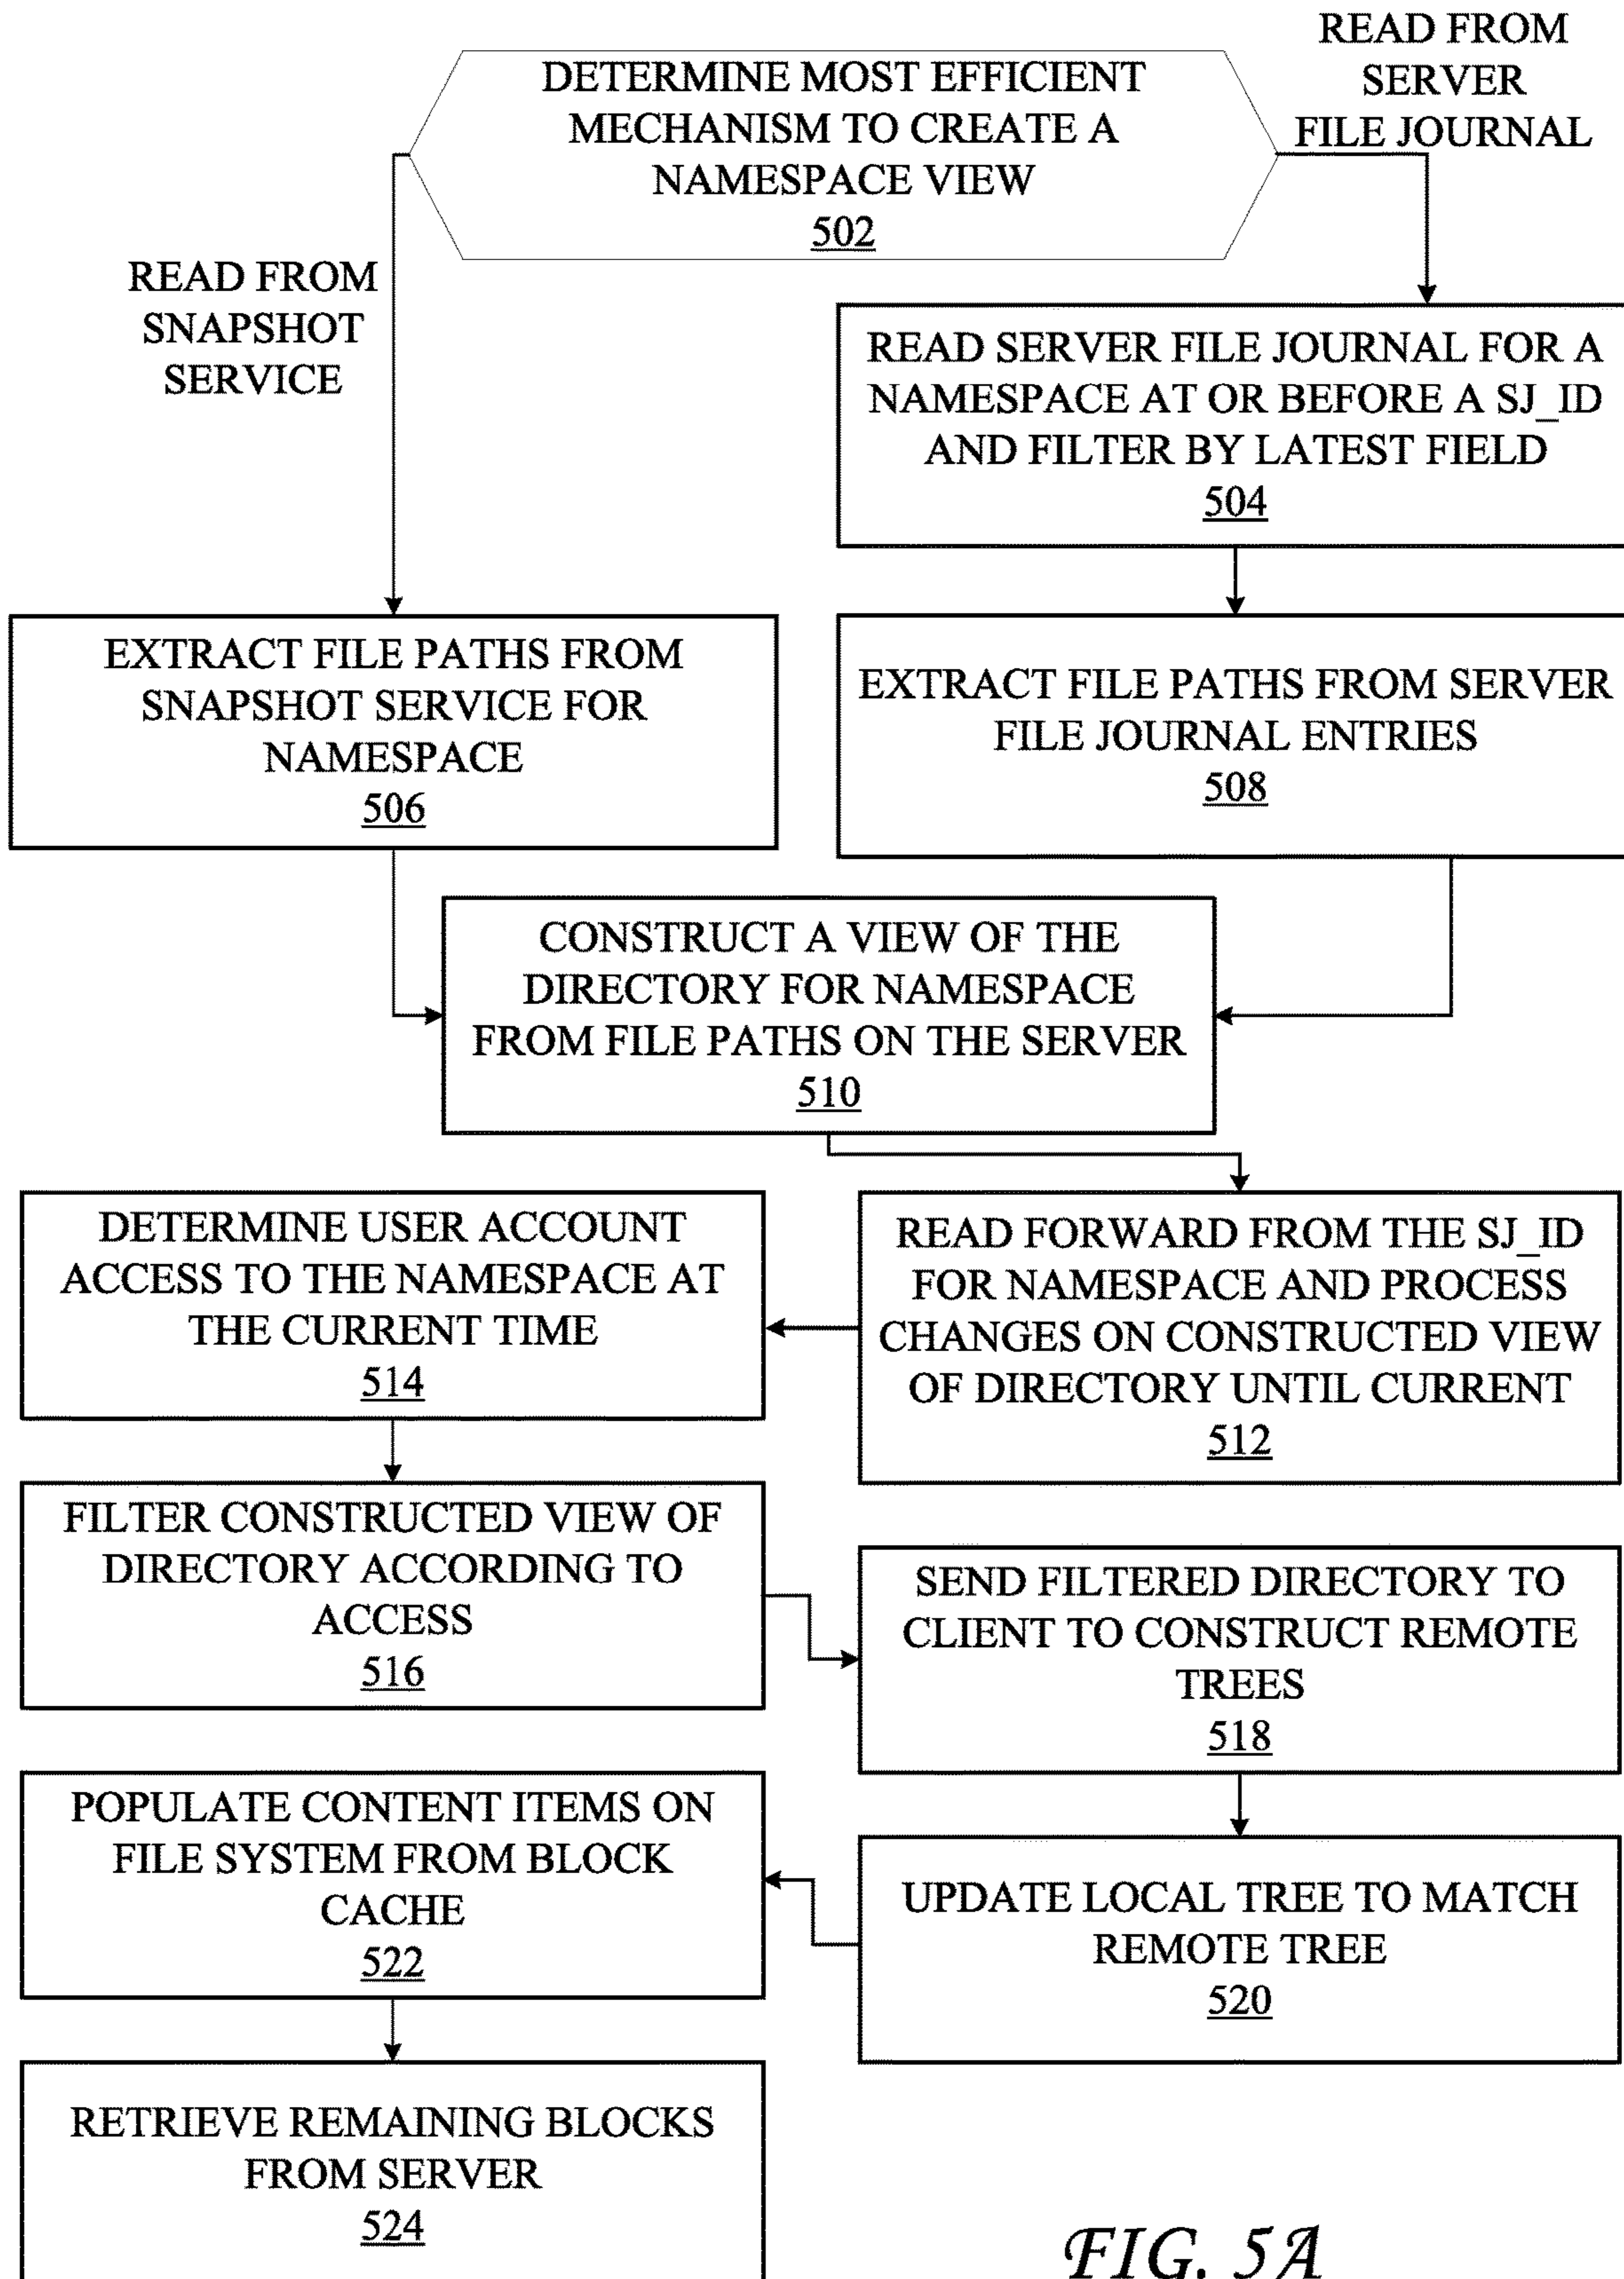 READ FROM
SERVER
FILE JOURNAL
DETERMINE MOST EFFICIENT
MECHANISM TO CREATE A
NAMESPACE VIEW
502
READ FROM
SNAPSHOT
SERVICE
READ SERVER FILE JOURNAL FOR A
NAMESPACE AT OR BEFORE A SJ_ID
AND FILTER BY LATEST FIELD
504
EXTRACT FILE PATHS FROM
SNAPSHOT SERVICE FOR
NAMESPACE
506
EXTRACT FILE PATHS FROM SERVER
FILE JOURNAL ENTRIES
508
CONSTRUCT A VIEW OF THE
DIRECTORY FOR NAMESPACE
FROM FILE PATHS ON THE SERVER
510
READ FORWARD FROM THE SJ_ID
FOR NAMESPACE AND PROCESS
CHANGES ON CONSTRUCTED VIEW
OF DIRECTORY UNTIL CURRENT
512
DETERMINE USER ACCOUNT
ACCESS TO THE NAMESPACE AT
THE CURRENT TIME
514
FILTER CONSTRUCTED VIEW OF
DIRECTORY ACCORDING TO
ACCESS
516
SEND FILTERED DIRECTORY TO
CLIENT TO CONSTRUCT REMOTE
TREES
518
UPDATE LOCAL TREE TO MATCH
REMOTE TREE
520
POPULATE CONTENT ITEMS ON
FILE SYSTEM FROM BLOCK
CACHE
522
RETRIEVE REMAINING BLOCKS
FROM SERVER
524
FIG. 5A